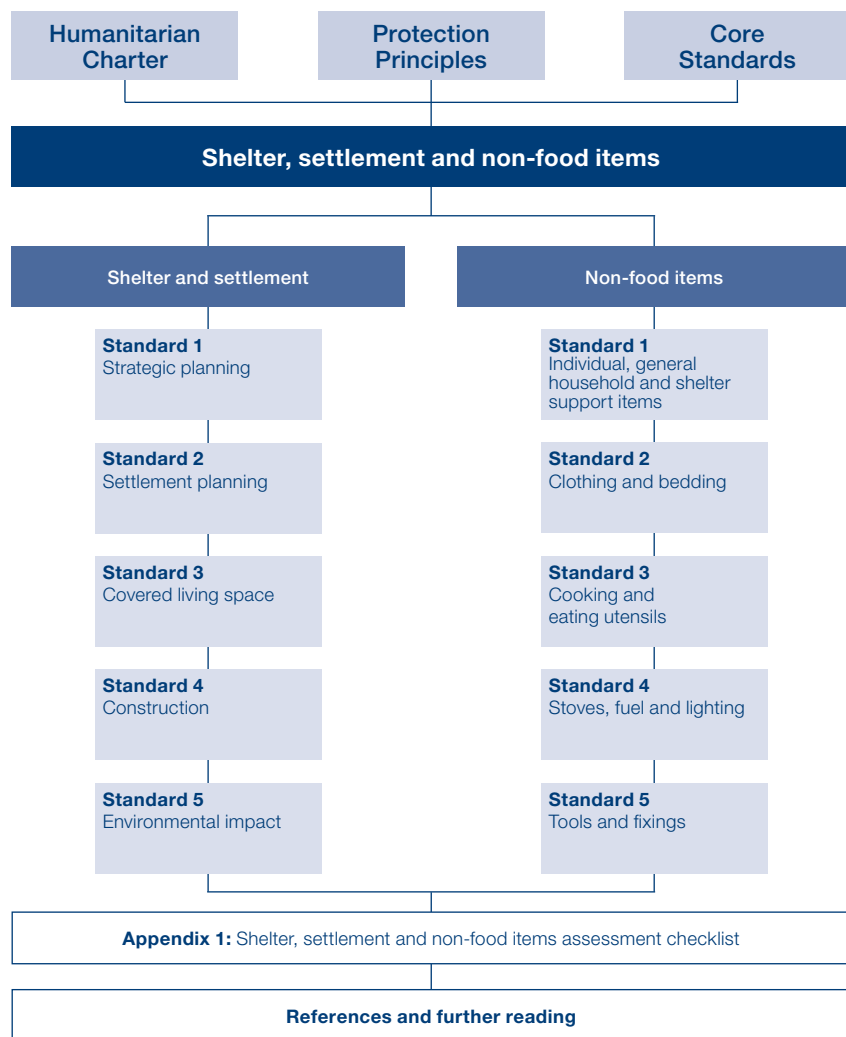 Humanitarian
Charter
Protection
Principles
Core
Standards
Shelter, settlement and non-food items
Shelter and settlement
Standard 1
Strategic planning
Standard 2
Settlement planning
Standard 3
Covered living space
Standard 4
Construction
Standard 5
Environmental impact
Non-food items
Standard 1
Individual, general
household and shelter
support items
Standard 2
Clothing and bedding
Standard 3
Cooking and
eating utensils
Standard 4
Stoves, fuel and lighting
Standard 5
Tools and fixings
Appendix 1: Shelter, settlement and non-food items assessment checklist
References and further reading